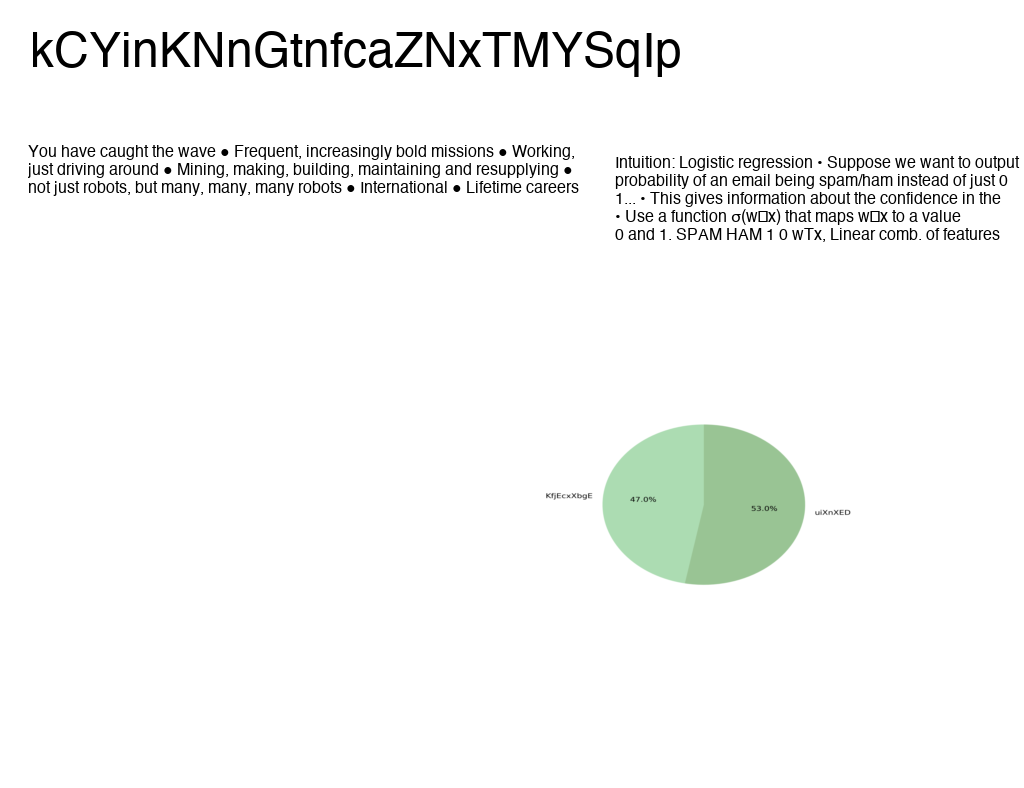 kCYinKNnGtnfcaZNxTMYSqIp
You have caught the wave ● Frequent, increasingly bold missions ● Working,
just driving around ● Mining, making, building, maintaining and resupplying ●
not just robots, but many, many, many robots ● International ● Lifetime careers
Intuition: Logistic regression • Suppose we want to output
probability of an email being spam/ham instead of just 0
1... • This gives information about the confidence in the
• Use a function σ(w□x) that maps w□x to a value
0 and 1. SPAM HAM 1 0 wTx, Linear comb. of features
KfjEcxXbgE
47.0%
53.0%
uiXnXED